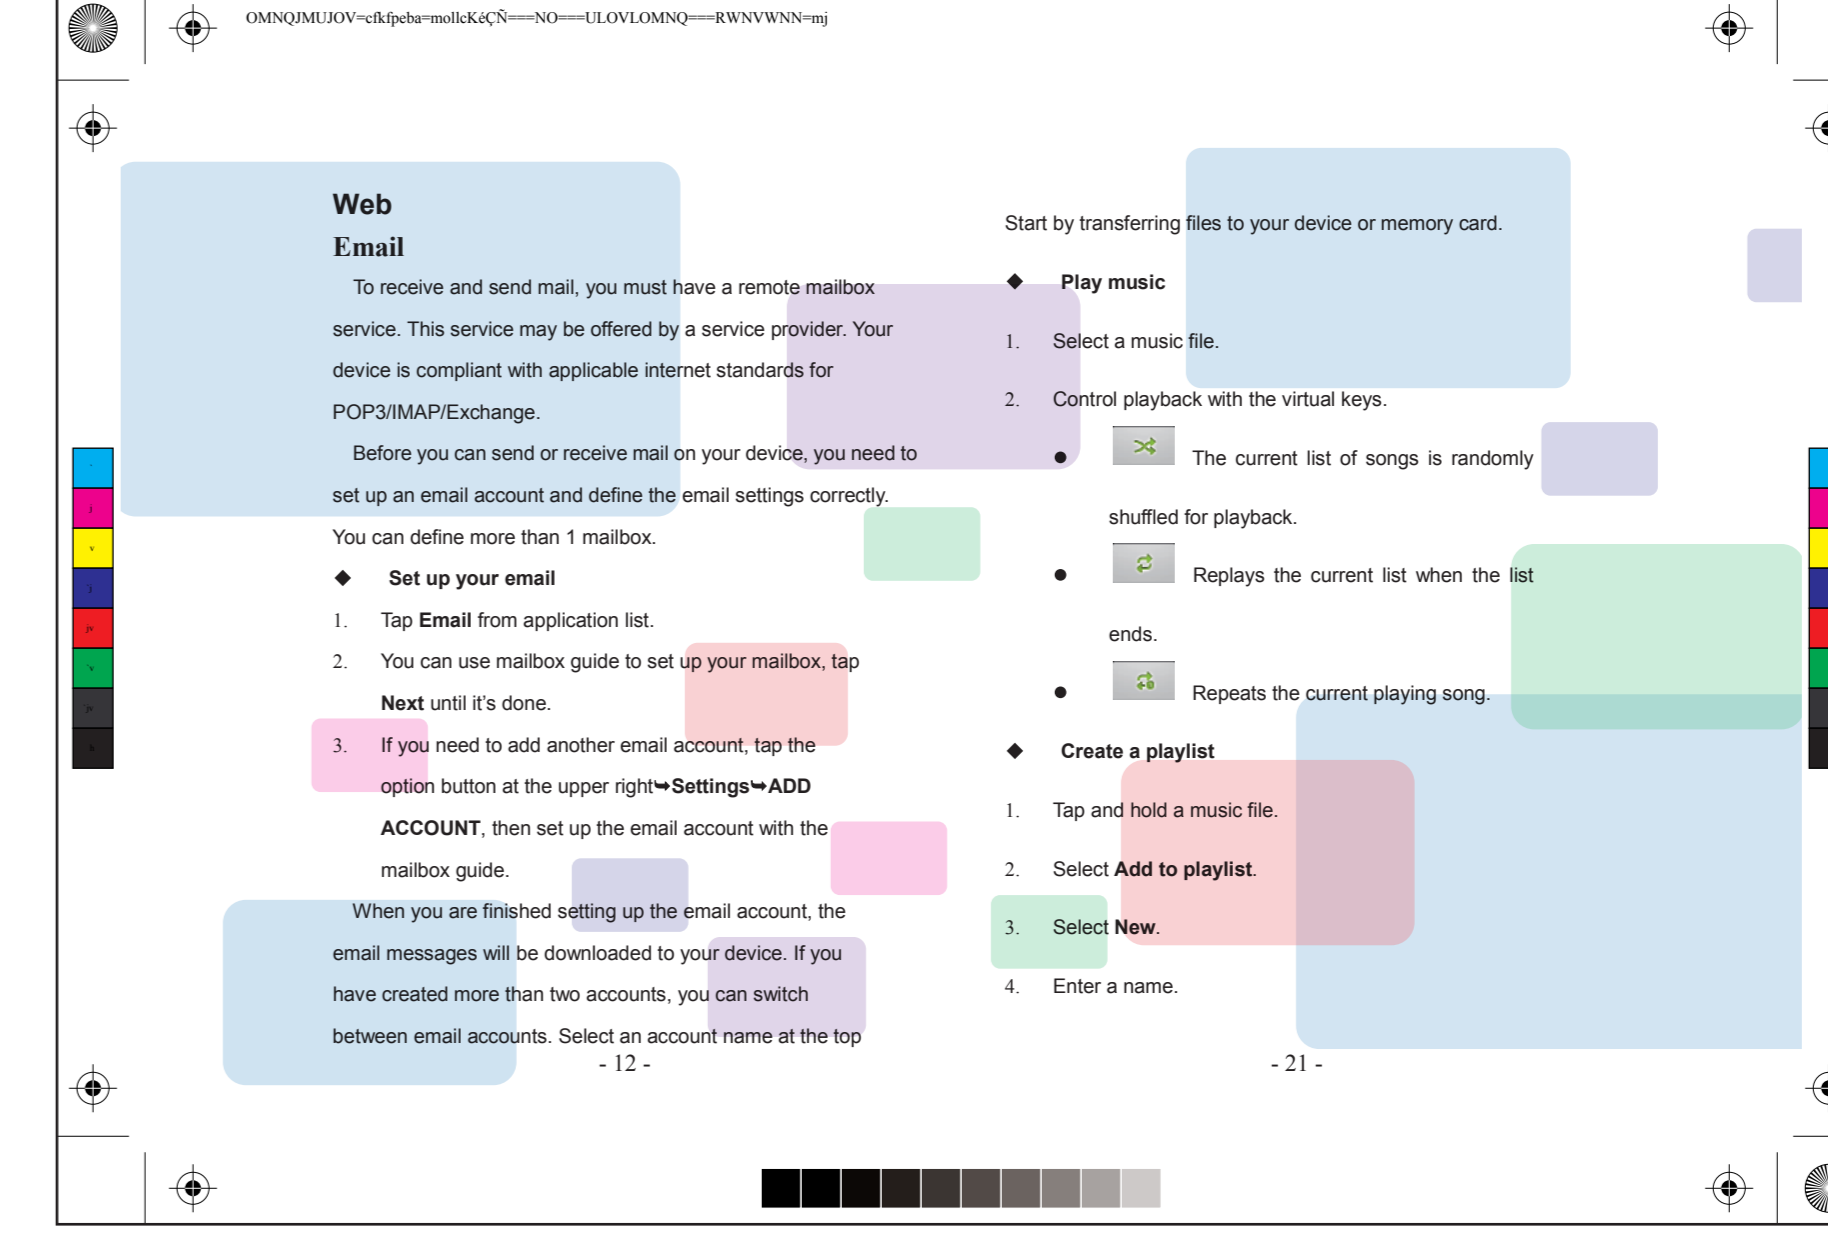 OMNQJMUJOV=cfkfpeba=mollcKéÇÑ===NO===ULOVLOMNQ===RWNVWNN=mj
Web
Email
To receive and send mail, you must have a remote mailbox
service. This service may be offered by a service provider. Your
device is compliant with applicable internet standards for
POP3/IMAP/Exchange.
Before you can send or receive mail on your device, you need to
set up an email account and define the email settings correctly.
You can define more than 1 mailbox.
◆ Set up your email
1. Tap Email from application list.
2. You can use mailbox guide to set up your mailbox, tap
Next until it’s done.
3. If you need to add another email account, tap the
option button at the upper right➥Settings➥ADD
ACCOUNT, then set up the email account with the
mailbox guide.
When you are finished setting up the email account, the
email messages will be downloaded to your device. If you
have created more than two accounts, you can switch
between email accounts. Select an account name at the top
- 12 -
Start by transferring files to your device or memory card.
◆ Play music
1. Select a music file.
2. Control playback with the virtual keys.
● The current list of songs is randomly
shuffled for playback.
● Replays the current list when the list
ends.
● Repeats the current playing song.
◆ Create a playlist
1. Tap and hold a music file.
2. Select Add to playlist.
3. Select New.
4. Enter a name.
- 21 -